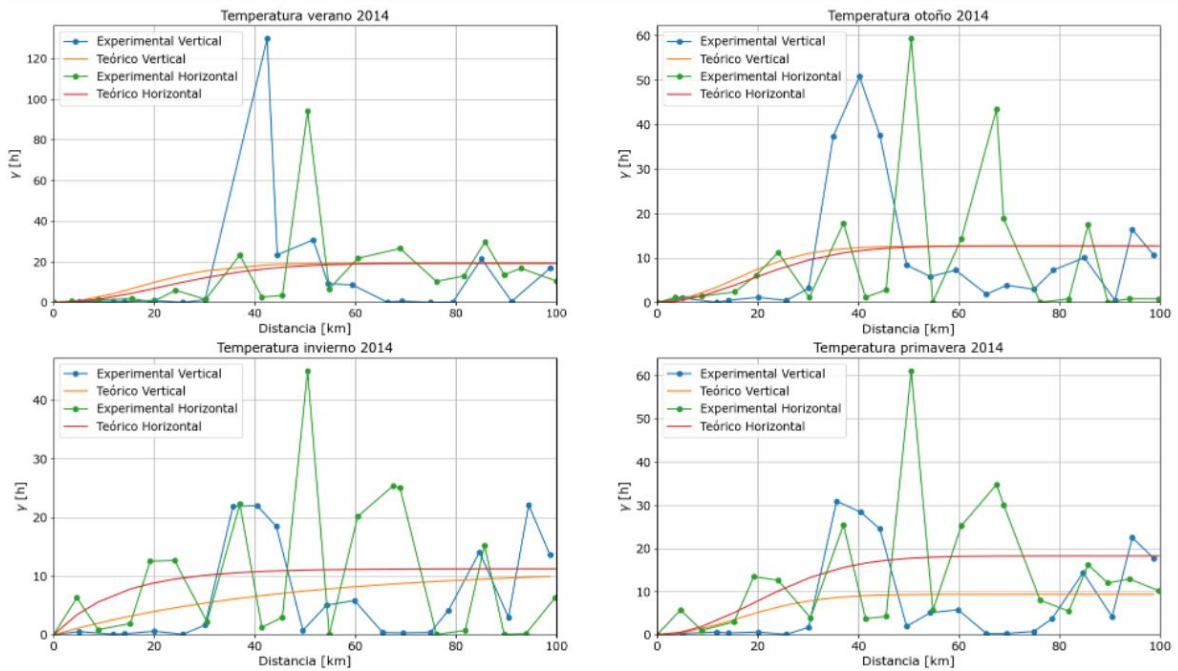 Temperatura verano 2014
Experimental Vertical
Teórico Vertical
Experimental Horizontal
Teórico Horizontal
γ [h]
120
100
80
60
40
20
0
0 20 40 60 80 100
Distancia [km]
Temperatura otoño 2014
Experimental Vertical
Teórico Vertical
Experimental Horizontal
Teórico Horizontal
γ [h]
60
50
40
30
20
10
0
0 20 40 60 80 100
Distancia [km]
Temperatura invierno 2014
Experimental Vertical
Teórico Vertical
Experimental Horizontal
Teórico Horizontal
γ [h]
40
30
20
10
0
0 20 40 60 80 100
Distancia [km]
Temperatura primavera 2014
Experimental Vertical
Teórico Vertical
Experimental Horizontal
Teórico Horizontal
γ [h]
60
50
40
30
20
10
0
0 20 40 60 80 100
Distancia [km]